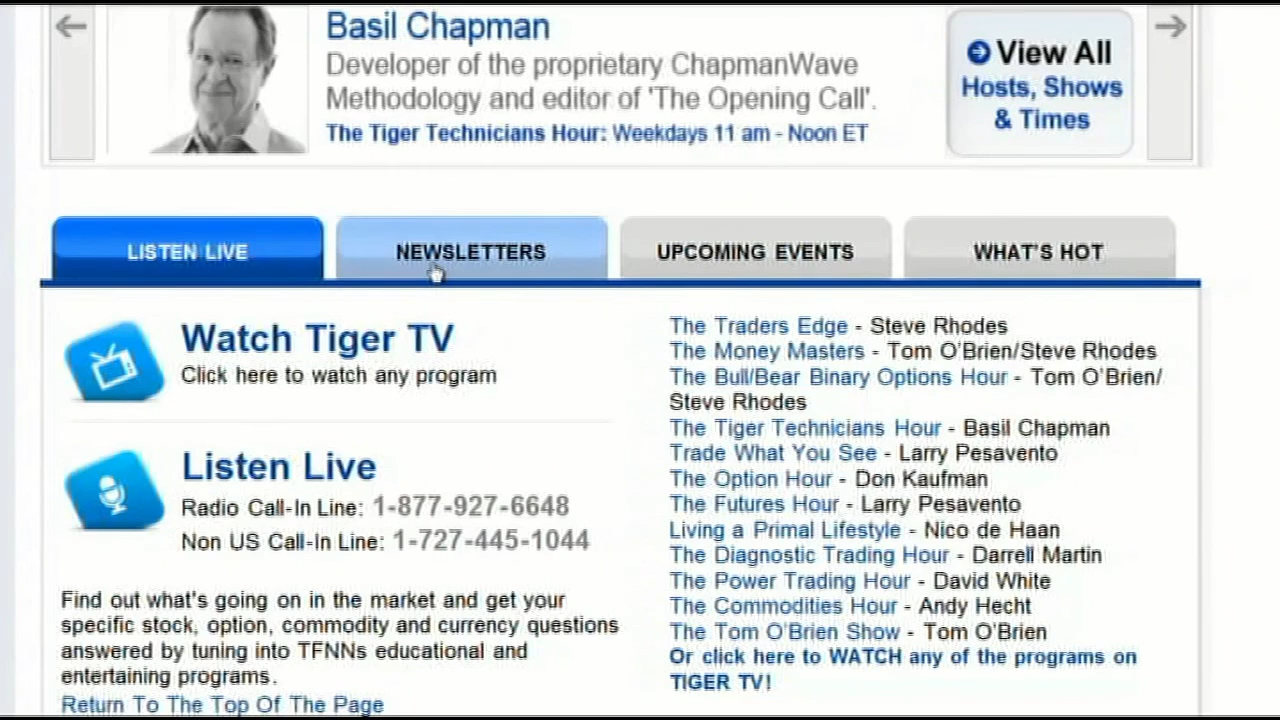 Basil Chapman
Developer of the proprietary ChapmanWave
Methodology and editor of 'The Opening Call'.
The Tiger Technicians Hour: Weekdays 11 am - Noon ET
View All
Hosts, Shows
& Times
LISTEN LIVE
NEWSLETTERS
UPCOMING EVENTS
WHAT'S HOT
Watch Tiger TV
Click here to watch any program
Listen Live
Radio Call-In Line: 1-877-927-6648
Non US Call-In Line: 1-727-445-1044
Find out what's going on in the market and get your
specific stock, option, commodity and currency questions
answered by tuning into TFNNs educational and
entertaining programs.
Return To The Top Of The Page
The Traders Edge - Steve Rhodes
The Money Masters - Tom O'Brien/Steve Rhodes
The Bull/Bear Binary Options Hour - Tom O'Brien/
Steve Rhodes
The Tiger Technicians Hour - Basil Chapman
Trade What You See - Larry Pesavento
The Option Hour - Don Kaufman
The Futures Hour - Larry Pesavento
Living a Primal Lifestyle - Nico de Haan
The Diagnostic Trading Hour - Darrell Martin
The Power Trading Hour - David White
The Commodities Hour - Andy Hecht
The Tom O'Brien Show - Tom O'Brien
Or click here to WATCH any of the programs on
TIGER TV!